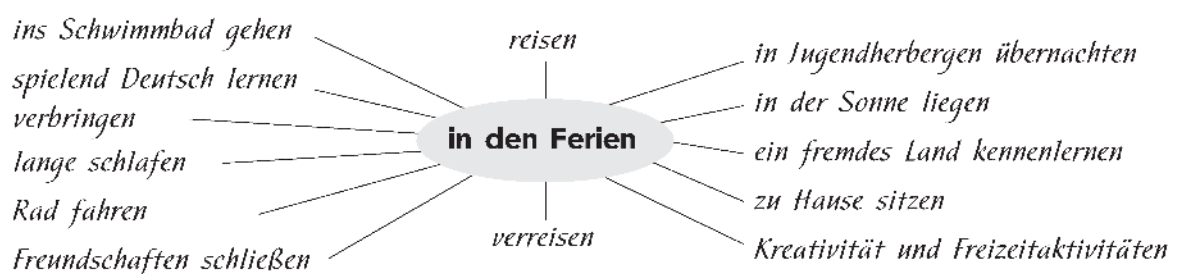 ins Schwimmbad gehen
spielend Deutsch lernen
verbringen
lange schlafen
Rad fahren
Freundschaften schließen
reisen
in den Ferien
verreisen
in Jugendherbergen übernachten
in der Sonne liegen
ein fremdes Land kennenlernen
zu Hause sitzen
Kreativität und Freizeitaktivitäten